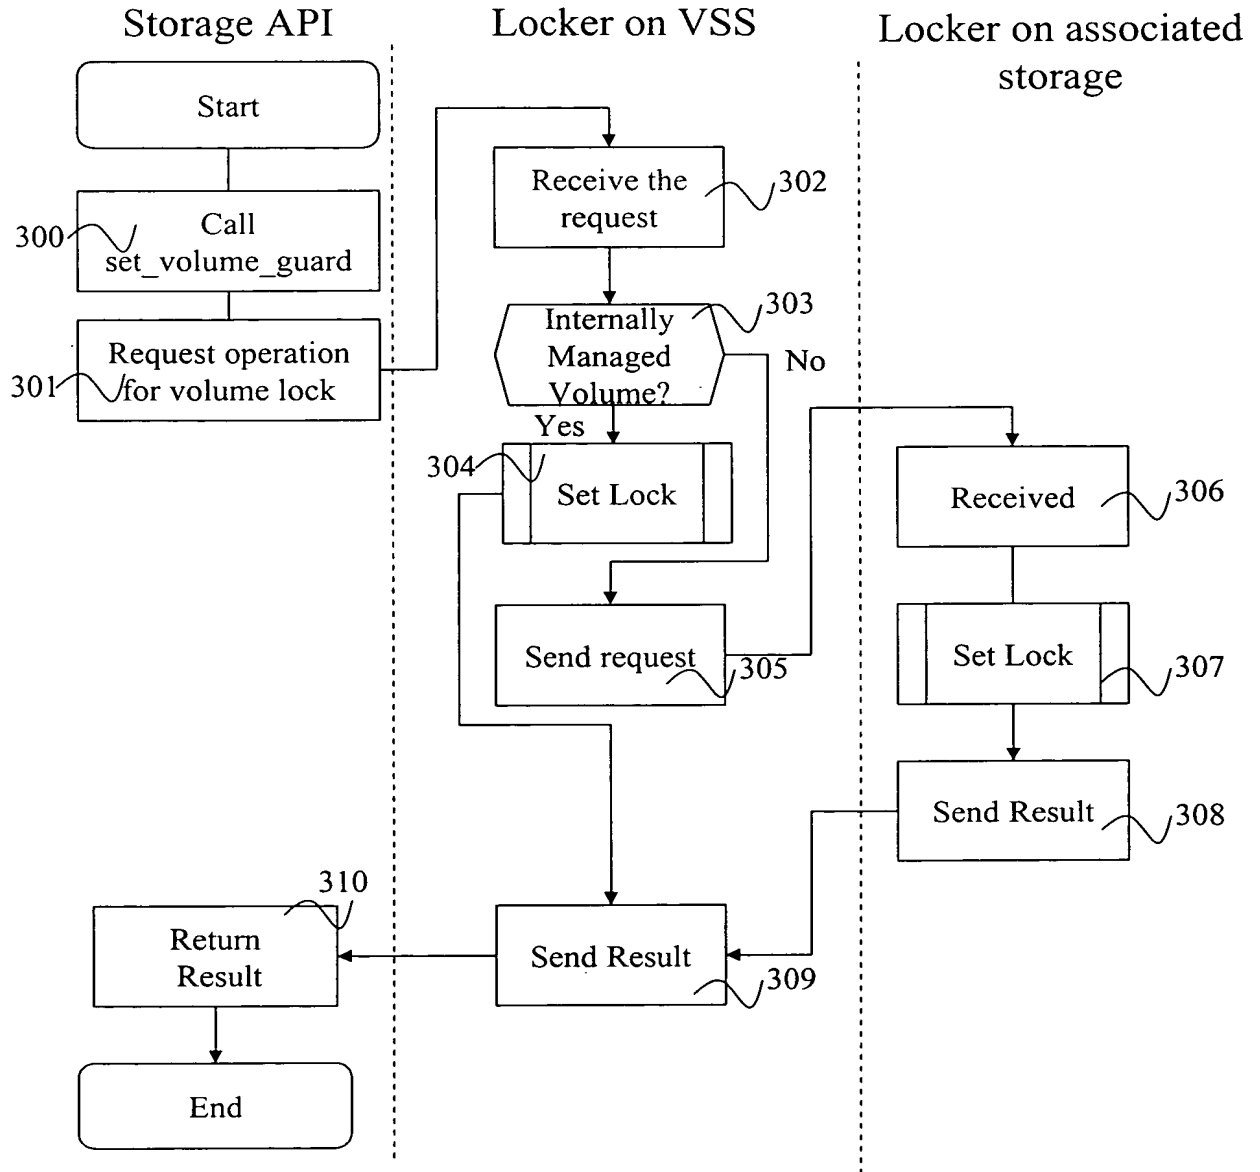 Storage API
Locker on VSS
Locker on associated
storage
Start
300
Call
set_volume_guard
301
Request operation
for volume lock
Receive the
request
302
303
Internally
Managed
Volume?
No
Yes
304
Set Lock
Send request
305
Received
306
Set Lock
307
Send Result
308
Send Result
309
310
Return
Result
End